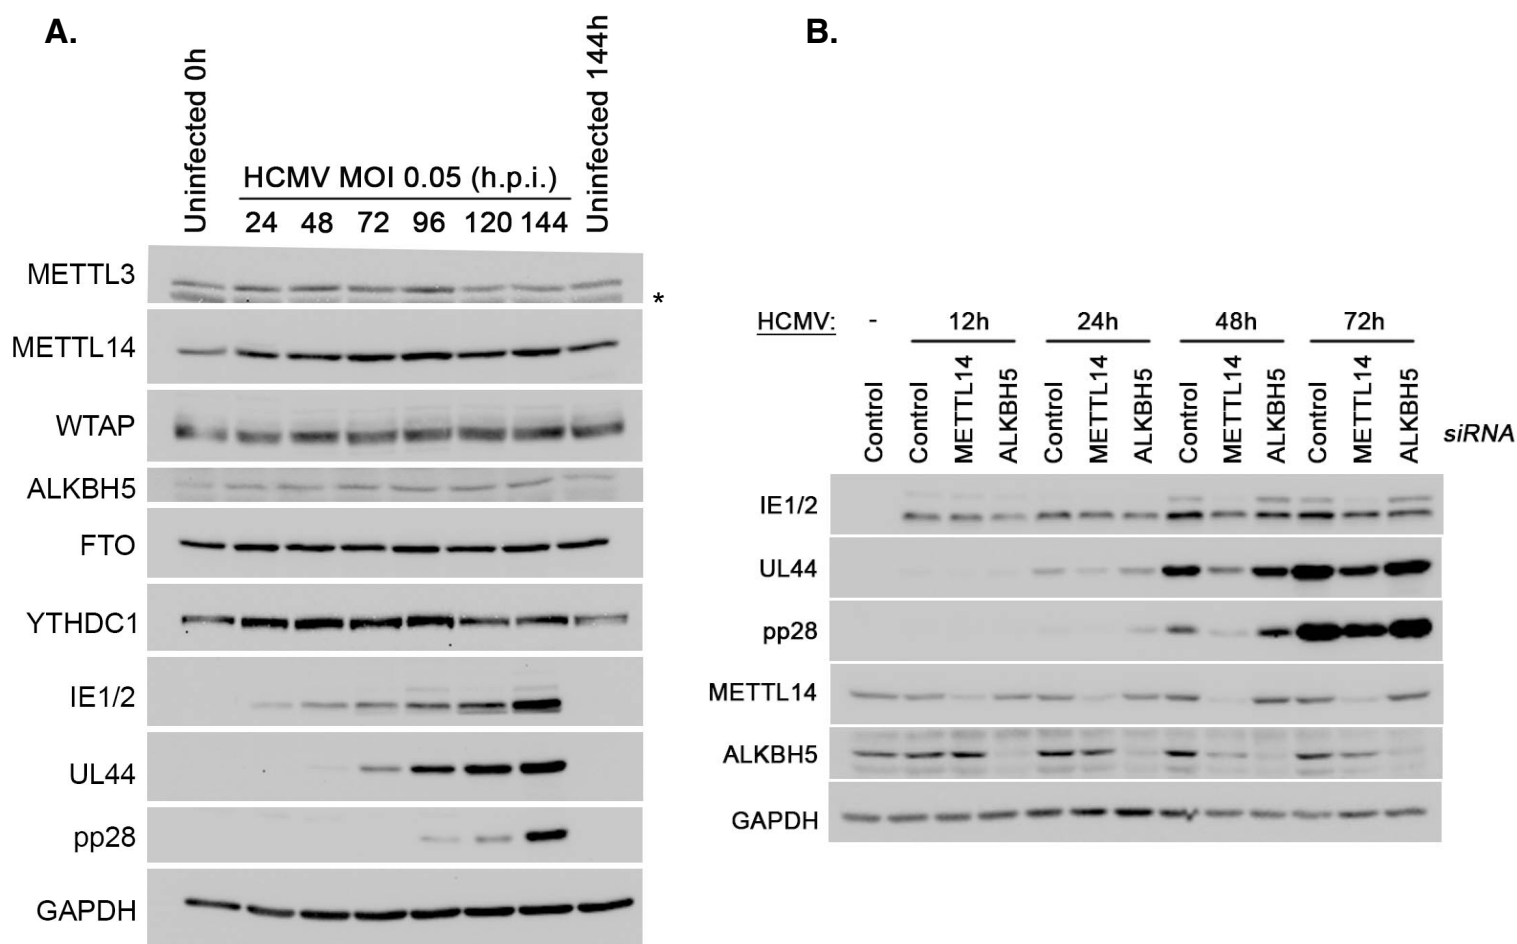 A.
Uninfected 0h
HCMV MOI 0.05 (h.p.i.)
24 48 72 96 120 144
Uninfected 144h
METTL3
*
METTL14
WTAP
ALKBH5
FTO
YTHDC1
IE1/2
UL44
pp28
GAPDH
B.
HCMV: - 12h 24h 48h 72h
Control Control METTL14 ALKBH5 Control METTL14 ALKBH5 Control METTL14 ALKBH5 Control METTL14 ALKBH5 siRNA
IE1/2
UL44
pp28
METTL14
ALKBH5
GAPDH